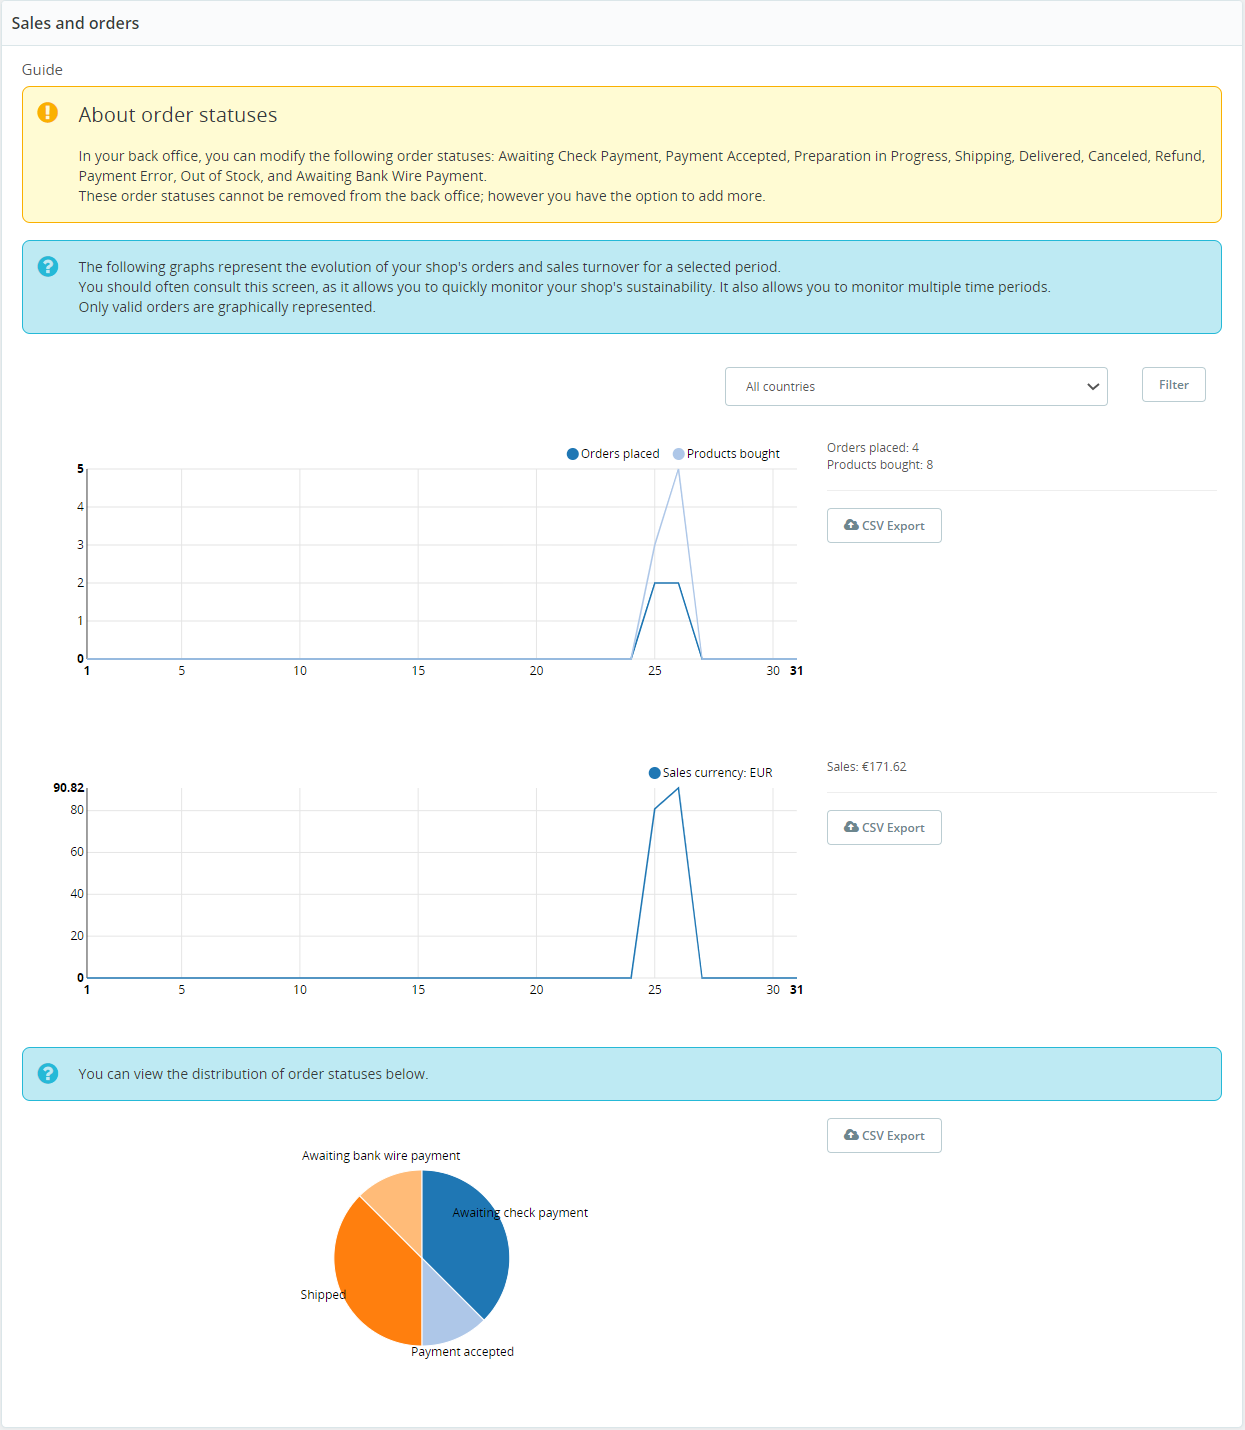 Sales and orders
Guide
About order statuses
In your back office, you can modify the following order statuses: Awaiting Check Payment, Payment Accepted, Preparation in Progress, Shipping, Delivered, Canceled, Refund,
Payment Error, Out of Stock, and Awaiting Bank Wire Payment.
These order statuses cannot be removed from the back office; however you have the option to add more.
The following graphs represent the evolution of your shop's orders and sales turnover for a selected period.
You should often consult this screen, as it allows you to quickly monitor your shop's sustainability. It also allows you to monitor multiple time periods.
Only valid orders are graphically represented.
All countries
Filter
Orders placed Products bought
5
4
3
2
1
0
1 5 10 15 20 25 30 31
Orders placed: 4
Products bought: 8
CSV Export
Sales currency: EUR
90.82
80
60
40
20
0
1 5 10 15 20 25 30 31
Sales: €171.62
CSV Export
You can view the distribution of order statuses below.
CSV Export
Awaiting bank wire payment
Awaiting check payment
Shipped
Payment accepted